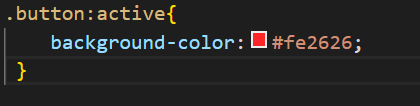 .button:active{
background-color: #fe2626;
}